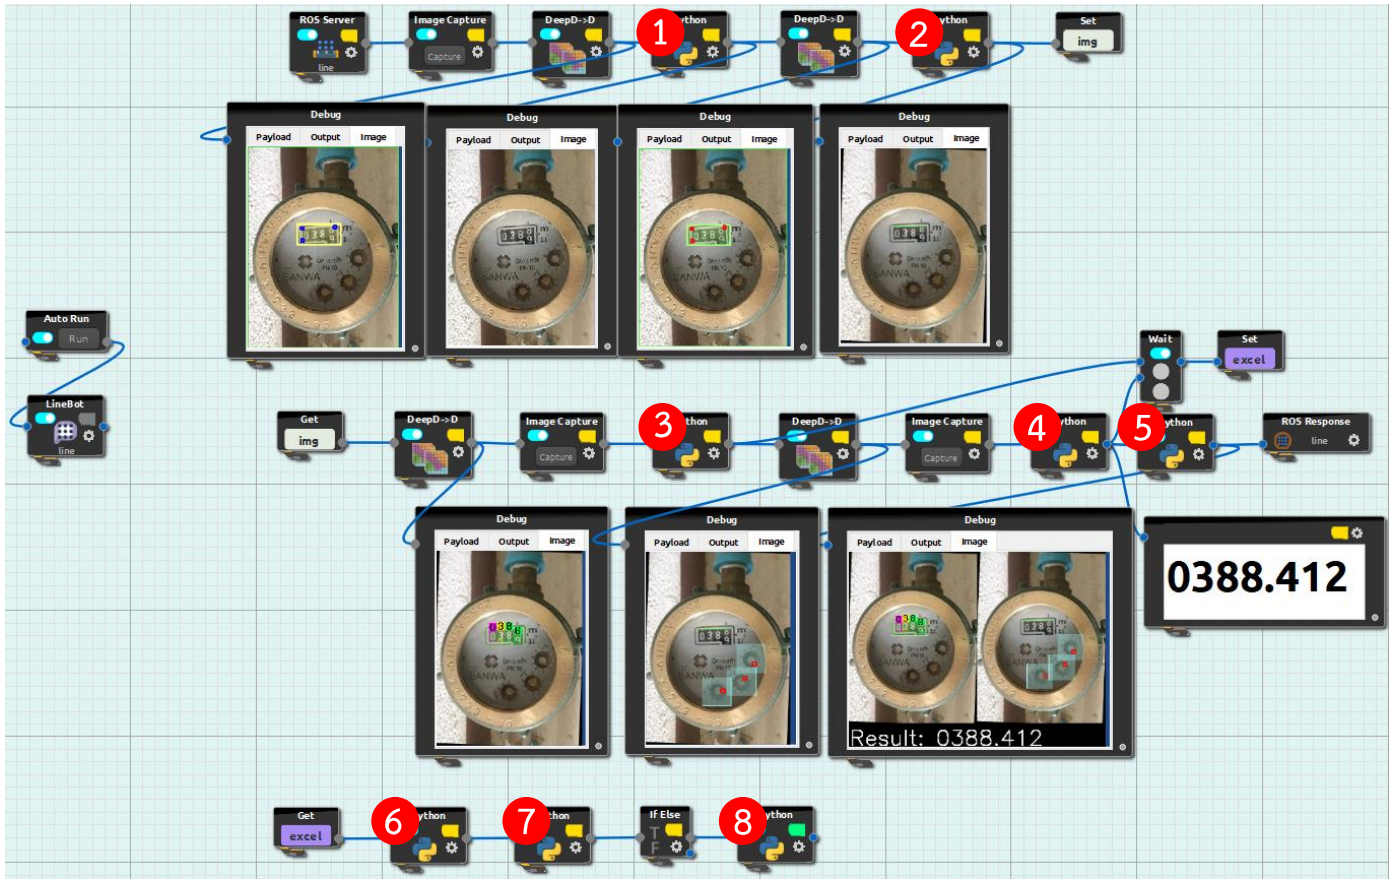 ROS Server
line
Image Capture
Capture
DeepD->D
1
ython
DeepD->D
2
ython
Set
img
Debug
Payload Output Image
Debug
Payload Output Image
Debug
Payload Output Image
Debug
Payload Output Image
SANWA
Auto Run
Run
LineBot
line
Wait
Set
excel
Get
img
DeepD->D
Image Capture
Capture
3
thon
DeepD->D
Image Capture
Capture
4
ython
5
ython
ROS Response
line
Debug
Payload Output Image
Debug
Payload Output Image
Debug
Payload Output Image
Result: 0388.412
0388.412
Get
excel
6
ython
7
thon
If Else
T
F
8
ython